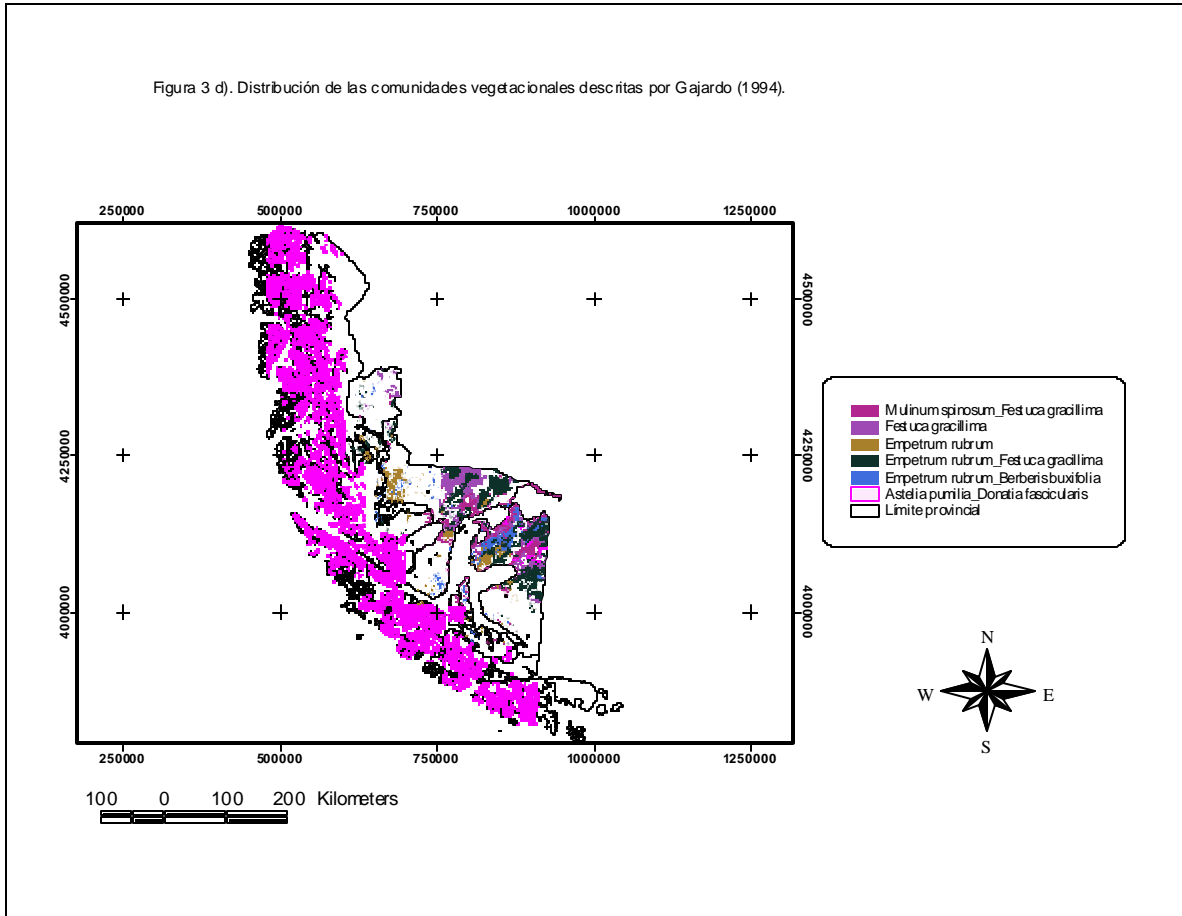 Figura 3 d). Distribución de las comunidades vegetacionales descritas por Gajardo (1994).
250000 500000 750000 1000000 1250000
4500000 4500000
4250000 4250000
4000000 4000000
250000 500000 750000 1000000 1250000
Mulinum spinosum_Festuca gracillima
Festuca gracillima
Empetrum rubrum
Empetrum rubrum_Festuca gracillima
Empetrum rubrum_Berberis buxifolia
Astelia pumilia_Donatia fascicularis
Límite provincial
N
W E
S
100 0 100 200 Kilometers